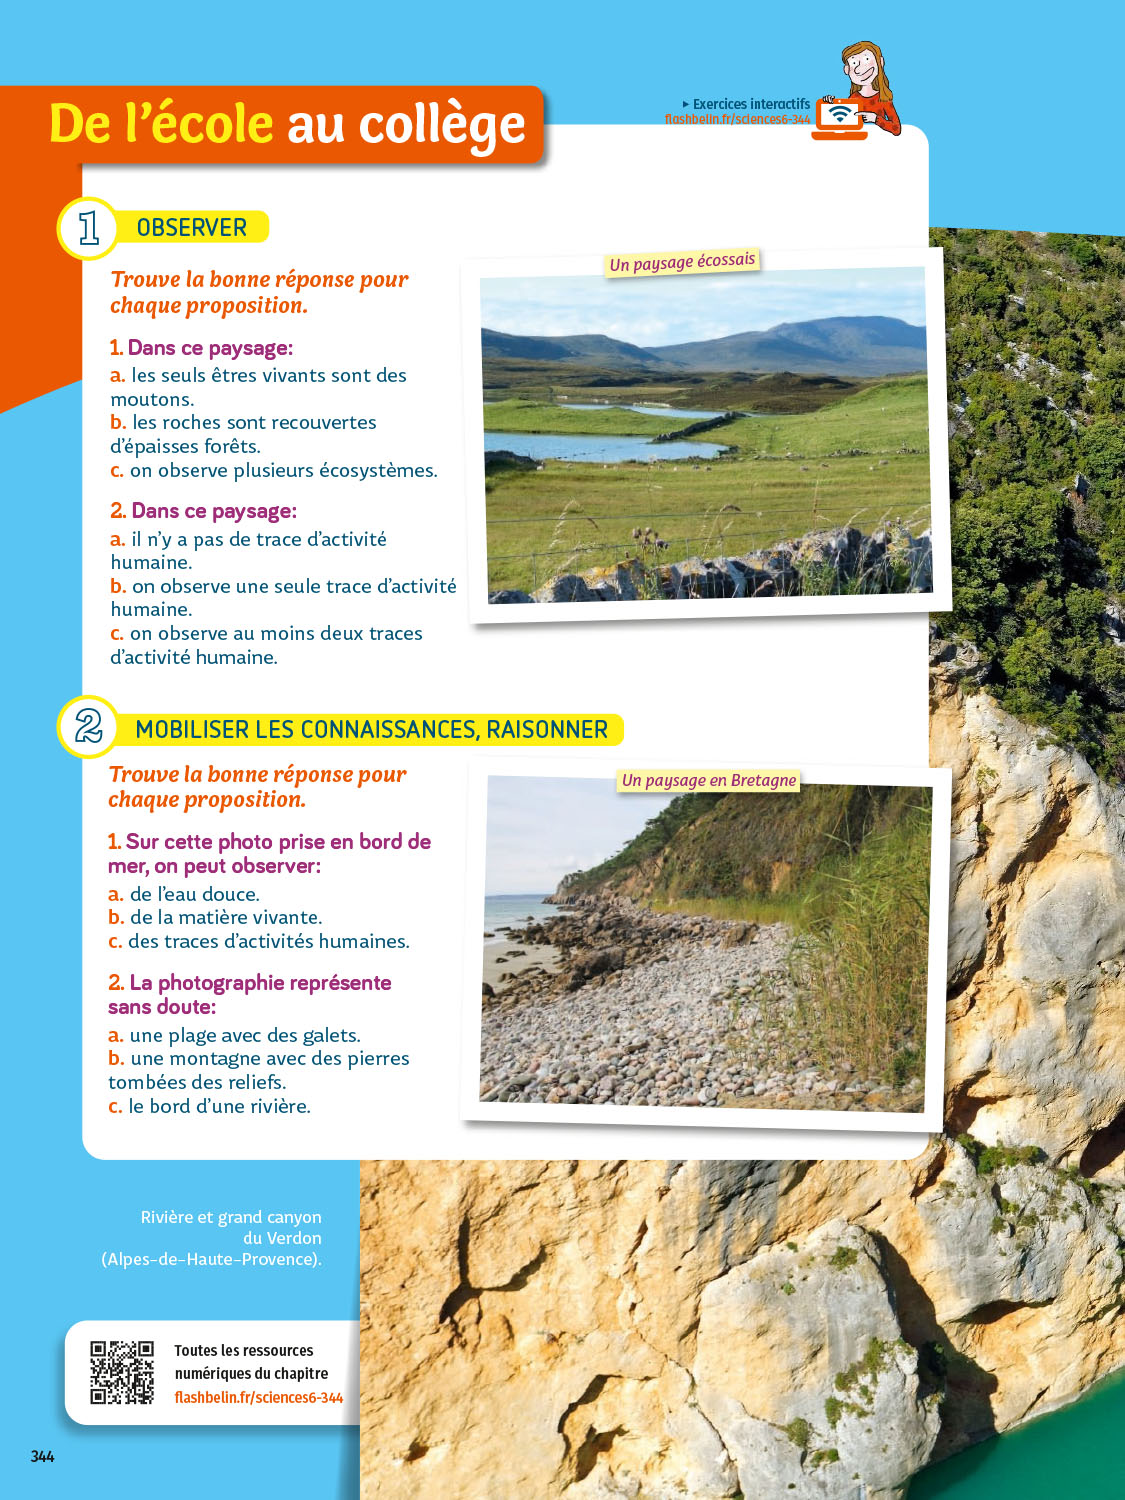 De l'école au collège
▸ Exercices interactifs
flashbelin.fr/sciences6-344
1 OBSERVER
Trouve la bonne réponse pour
chaque proposition.
1. Dans ce paysage:
a. les seuls êtres vivants sont des
moutons.
b. les roches sont recouvertes
d'épaisses forêts.
c. on observe plusieurs écosystèmes.
2. Dans ce paysage:
a. il n'y a pas de trace d'activité
humaine.
b. on observe une seule trace d'activité
humaine.
c. on observe au moins deux traces
d'activité humaine.
Un paysage écossais
2 MOBILISER LES CONNAISSANCES, RAISONNER
Trouve la bonne réponse pour
chaque proposition.
1. Sur cette photo prise en bord de
mer, on peut observer:
a. de l'eau douce.
b. de la matière vivante.
c. des traces d'activités humaines.
2. La photographie représente
sans doute:
a. une plage avec des galets.
b. une montagne avec des pierres
tombées des reliefs.
c. le bord d'une rivière.
Un paysage en Bretagne
Rivière et grand canyon
du Verdon
(Alpes-de-Haute-Provence).
Toutes les ressources
numériques du chapitre
flashbelin.fr/sciences6-344
344